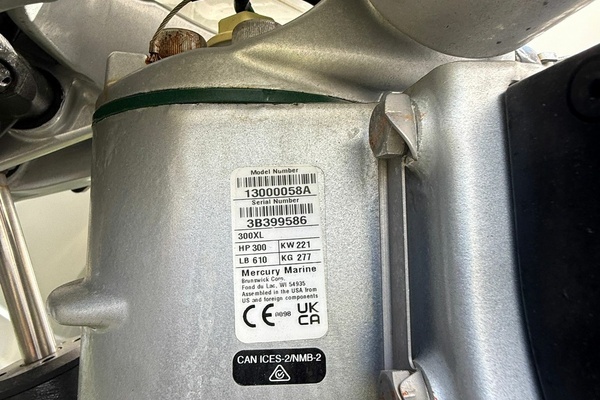 Model Number
13000058A
Serial Number
3B399586
300XL
HP 300 KW 221
LB 610 KG 277
Mercury Marine
Brunswick Corp.
Fond du Lac, WI 54935
Assembled in the USA from
US and foreign components
CE 0098 UK
CA
CAN ICES-2/NMB-2